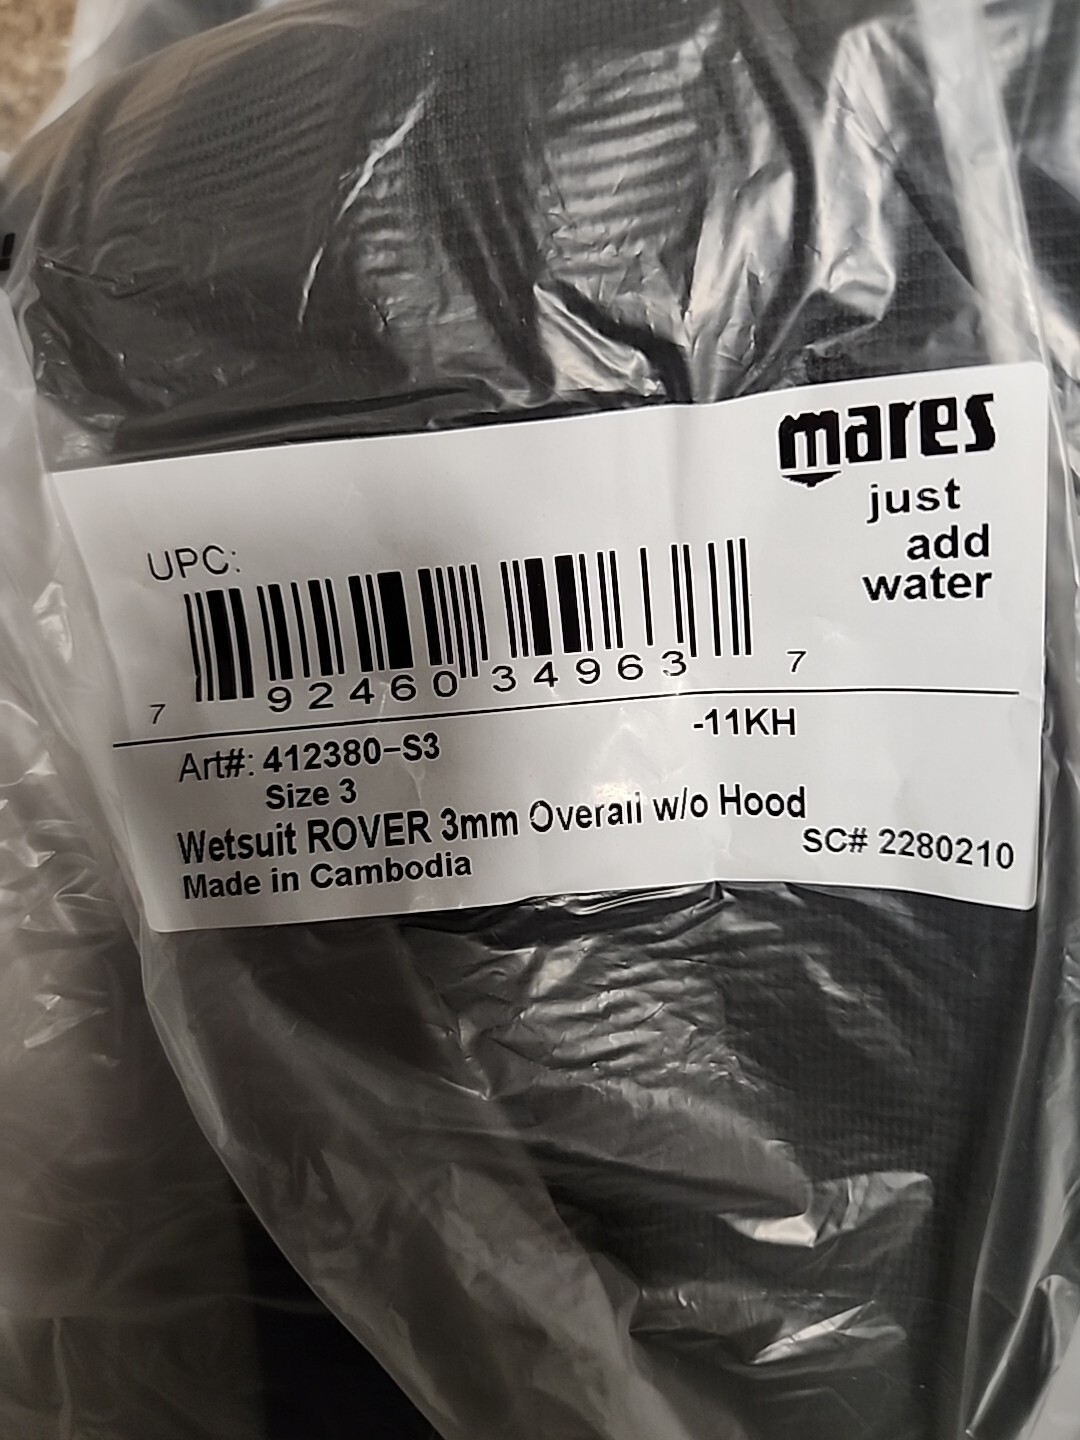 mares
just
add
water
UPC:
7 92460 34963 7
Art#: 412380-S3 -11KH
Size 3
Wetsuit ROVER 3mm Overall w/o Hood
Made in Cambodia SC# 2280210